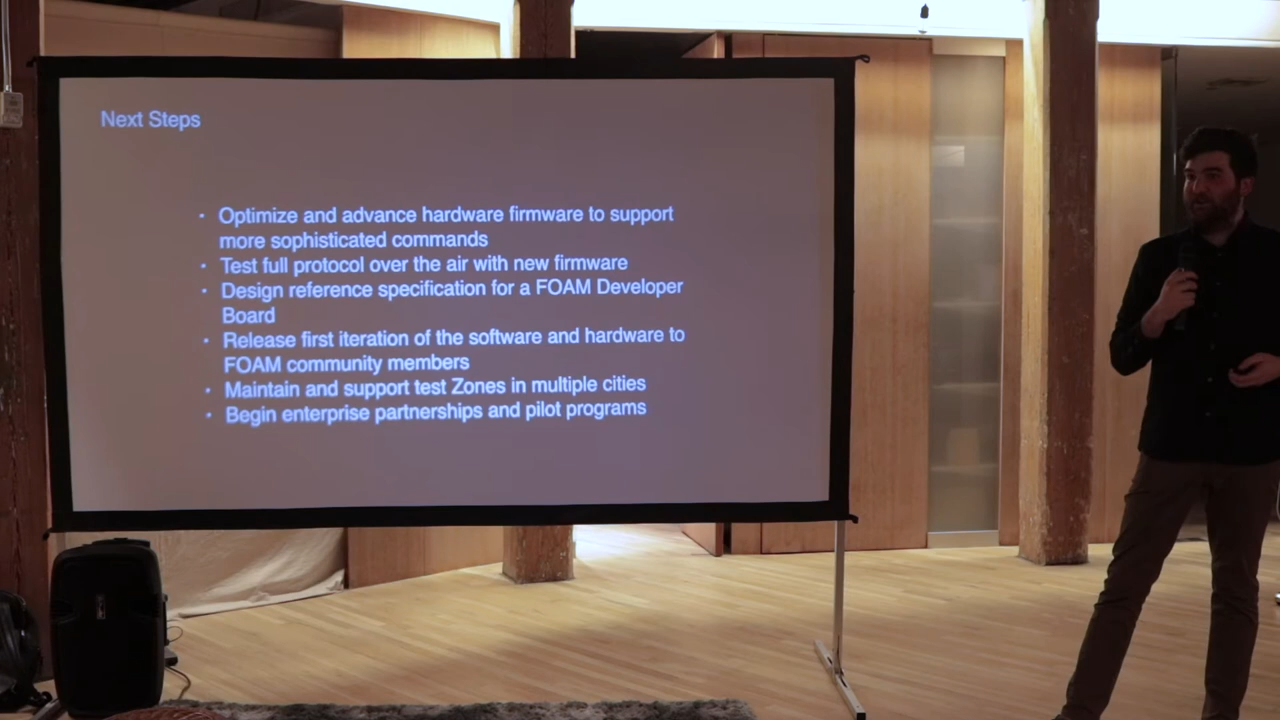 Next Steps
· Optimize and advance hardware firmware to support
more sophisticated commands
· Test full protocol over the air with new firmware
· Design reference specification for a FOAM Developer
Board
· Release first iteration of the software and hardware to
FOAM community members
· Maintain and support test Zones in multiple cities
· Begin enterprise partnerships and pilot programs